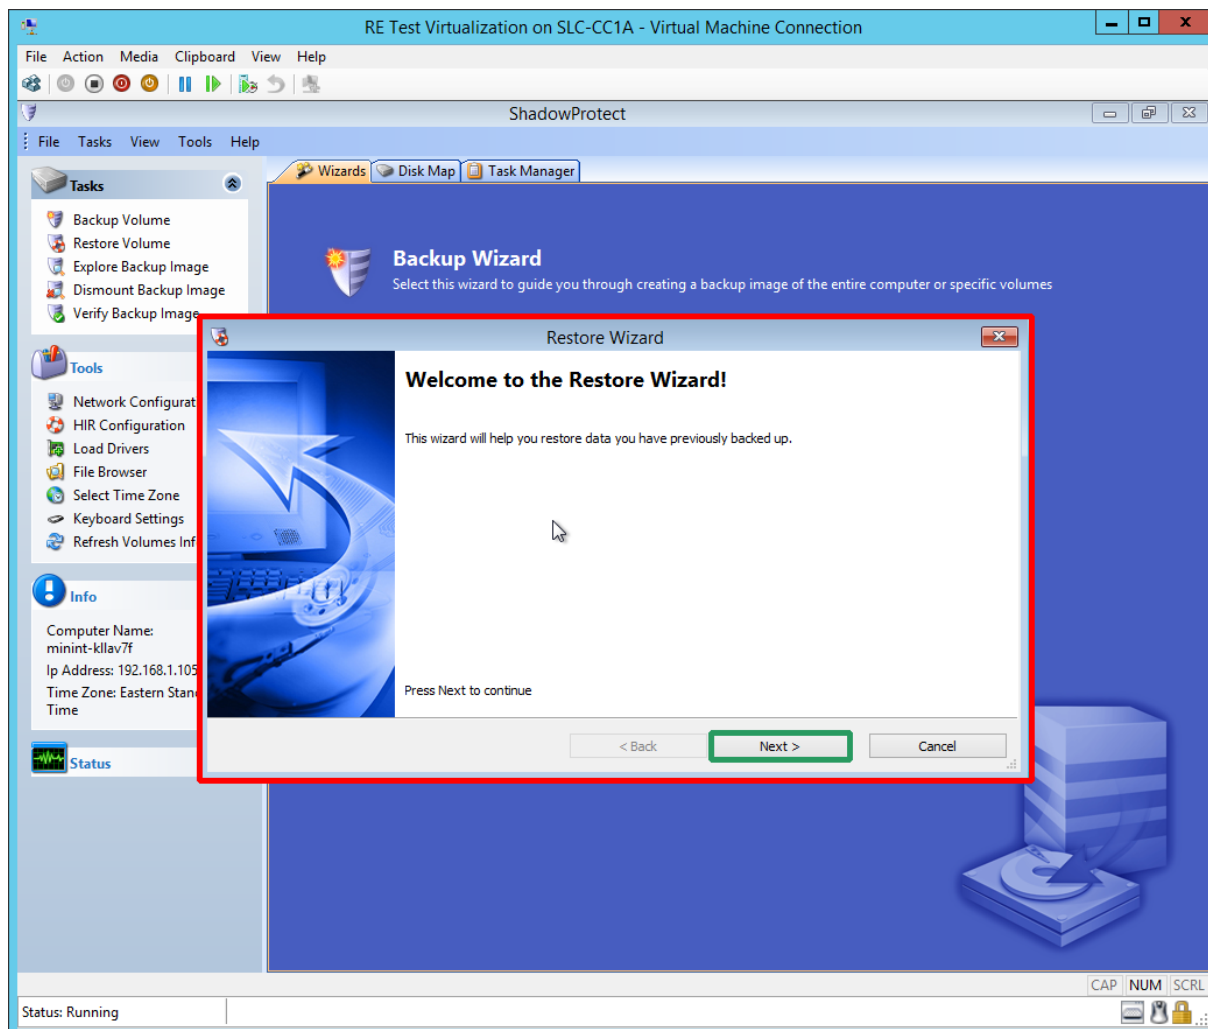 RE Test Virtualization on SLC-CC1A - Virtual Machine Connection
File Action Media Clipboard View Help
ShadowProtect
File Tasks View Tools Help
Tasks
Backup Volume
Restore Volume
Explore Backup Image
Dismount Backup Image
Verify Backup Image
Tools
Network Configurat
HIR Configuration
Load Drivers
File Browser
Select Time Zone
Keyboard Settings
Refresh Volumes Inf
Info
Computer Name:
minint-kllav7f
Ip Address: 192.168.1.105
Time Zone: Eastern Stan
Time
Status
Wizards Disk Map Task Manager
Backup Wizard
Select this wizard to guide you through creating a backup image of the entire computer or specific volumes
Restore Wizard
Welcome to the Restore Wizard!
This wizard will help you restore data you have previously backed up.
Press Next to continue
< Back Next > Cancel
CAP NUM SCRL
Status: Running